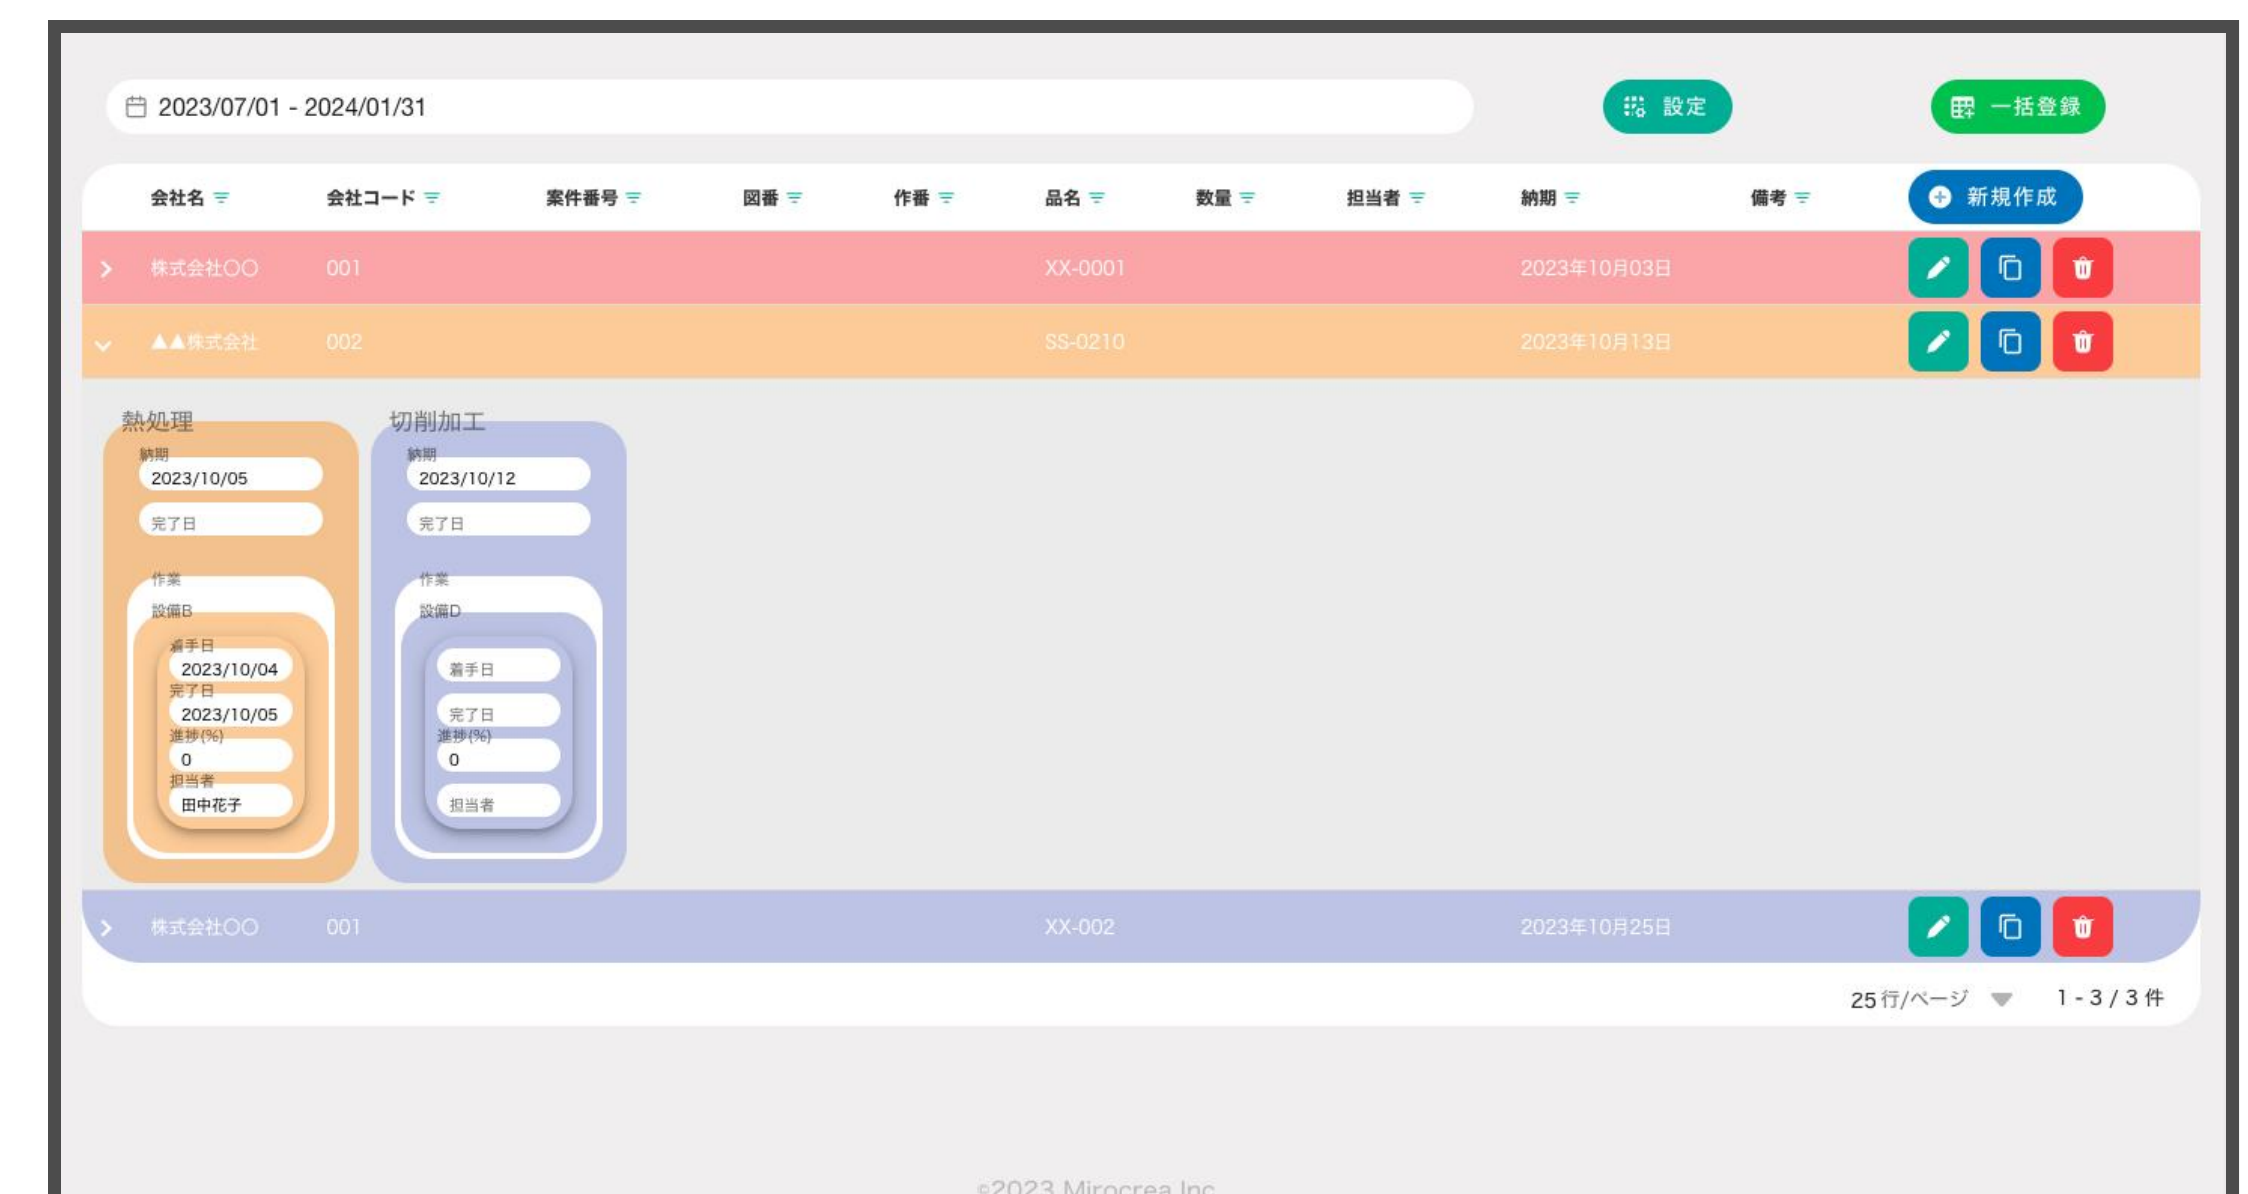 2023/07/01 - 2024/01/31 設定 一括登録
会社名 会社コード 案件番号 図番 作番 品名 数量 担当者 納期 備考 新規作成
株式会社〇〇 001 XX-0001 2023年10月03日
▲▲株式会社 002 SS-0210 2023年10月13日
熱処理
納期
2023/10/05
完了日
作業
設備B
着手日
2023/10/04
完了日
2023/10/05
進捗(%)
0
担当者
田中花子
切削加工
納期
2023/10/12
完了日
作業
設備D
着手日
完了日
進捗(%)
0
担当者
株式会社〇〇 001 XX-002 2023年10月25日
25行/ページ 1 - 3 / 3 件
©2023 Mirocrea Inc